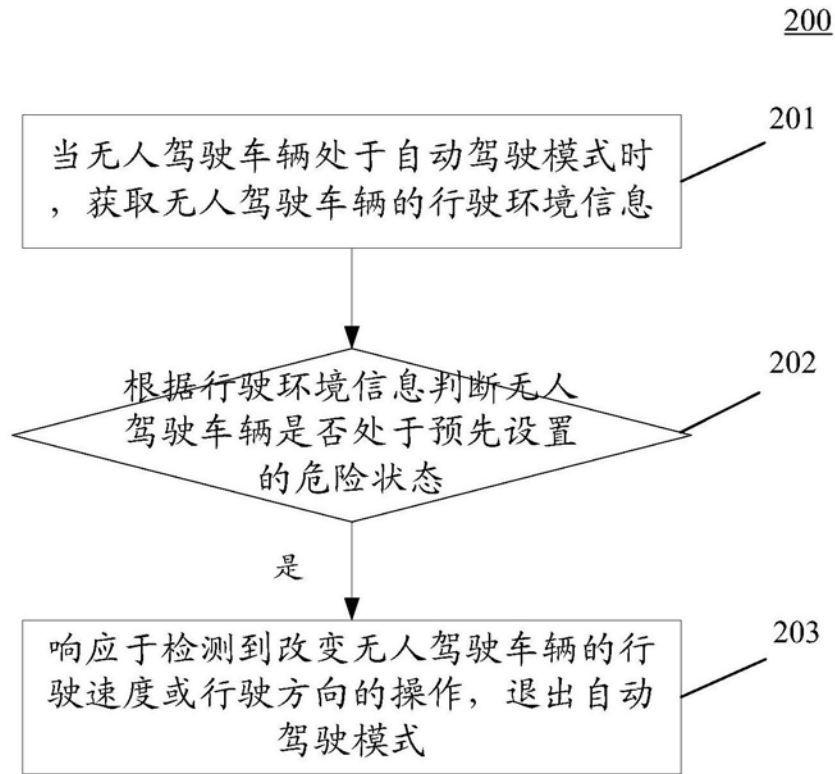 200
201
当无人驾驶车辆处于自动驾驶模式时
，获取无人驾驶车辆的行驶环境信息
202
根据行驶环境信息判断无人
驾驶车辆是否处于预先设置
的危险状态
是
203
响应于检测到改变无人驾驶车辆的行
驶速度或行驶方向的操作，退出自动
驾驶模式